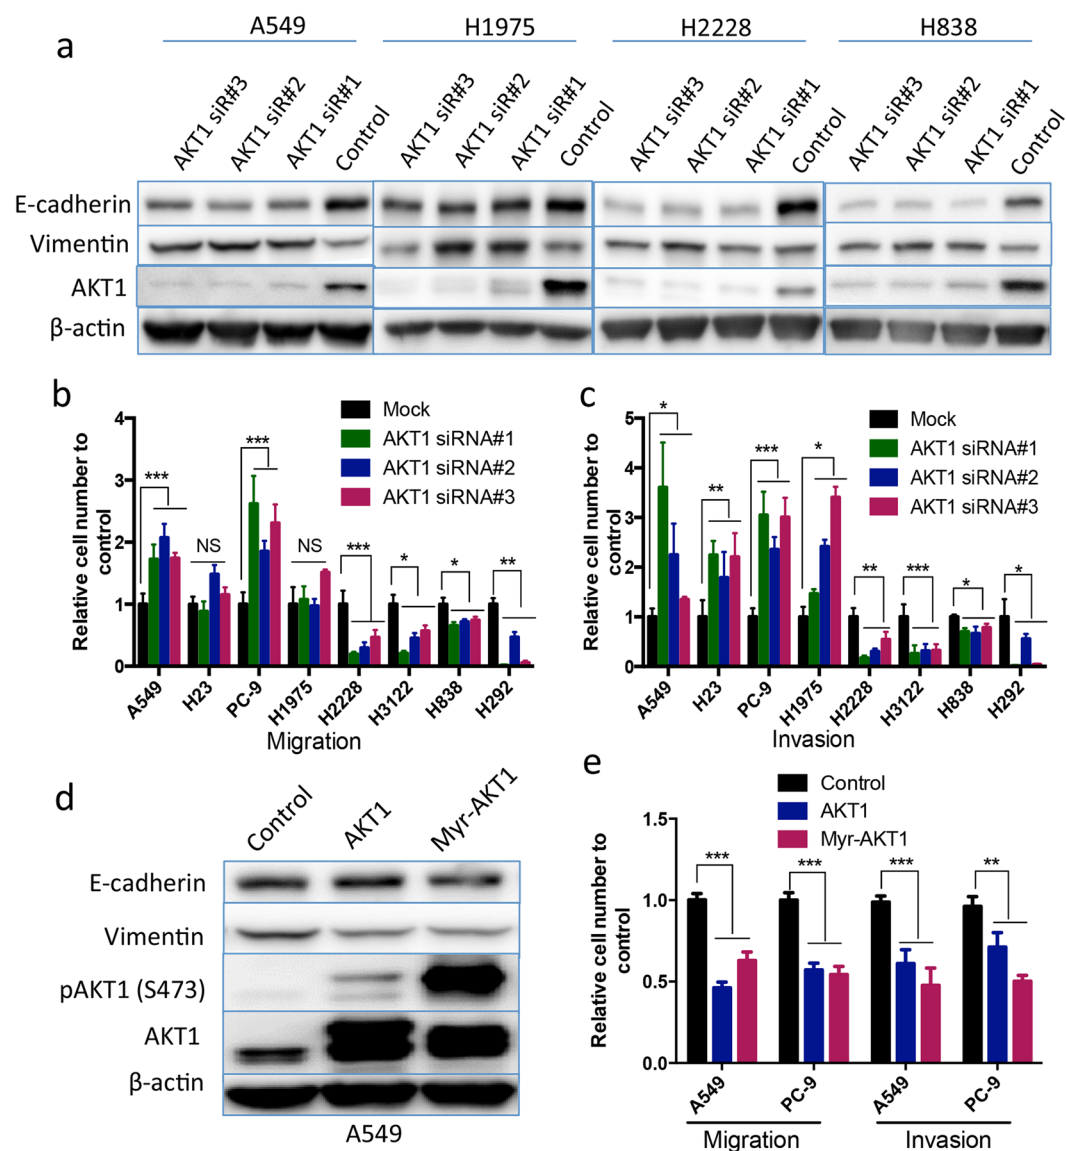 a
A549
H1975
H2228
H838
AKT1 siR#3
AKT1 siR#2
AKT1 siR#1
Control
AKT1 siR#3
AKT1 siR#2
AKT1 siR#1
Control
AKT1 siR#3
AKT1 siR#2
AKT1 siR#1
Control
AKT1 siR#3
AKT1 siR#2
AKT1 siR#1
Control
E-cadherin
Vimentin
AKT1
β-actin
b
Relative cell number to
control
4
3
2
1
0
Mock
AKT1 siRNA#1
AKT1 siRNA#2
AKT1 siRNA#3
***
NS
***
NS
***
*
*
**
A549
H23
PC-9
H1975
H2228
H3122
H838
H292
Migration
c
Relative cell number to
control
5
4
3
2
1
0
Mock
AKT1 siRNA#1
AKT1 siRNA#2
AKT1 siRNA#3
*
**
***
*
**
***
*
*
A549
H23
PC-9
H1975
H2228
H3122
H838
H292
Invasion
d
Control
AKT1
Myr-AKT1
E-cadherin
Vimentin
pAKT1 (S473)
AKT1
β-actin
A549
e
Relative cell number to
control
1.5
1.0
0.5
0.0
Control
AKT1
Myr-AKT1
***
***
***
**
A549
PC-9
A549
PC-9
Migration
Invasion